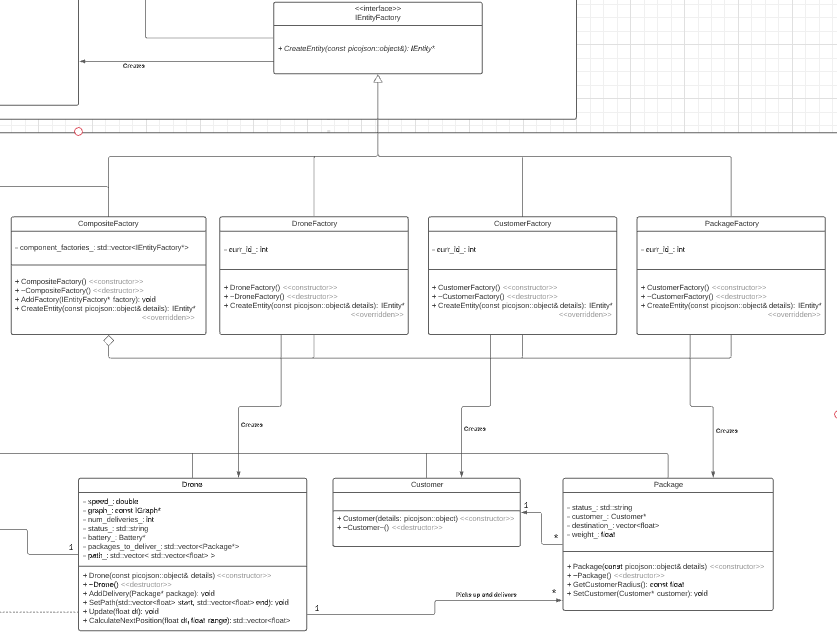 <<interface>>
IEntityFactory
+ CreateEntity(const picojson::object&): IEntity*
Creates
CompositeFactory
- component_factories_: std::vector<IEntityFactory*>
+ CompositeFactory() <<constructor>>
+ ~CompositeFactory() <<destructor>>
+ AddFactory(IEntityFactory* factory): void
+ CreateEntity(const picojson::object& details): IEntity*
<<overridden>>
DroneFactory
- curr_id_: int
+ DroneFactory() <<constructor>>
+ ~DroneFactory() <<destructor>>
+ CreateEntity(const picojson::object& details): IEntity*
<<overridden>>
CustomerFactory
- curr_id_: int
+ CustomerFactory() <<constructor>>
+ ~CustomerFactory() <<destructor>>
+ CreateEntity(const picojson::object& details): IEntity*
<<overridden>>
PackageFactory
- curr_id_: int
+ CustomerFactory() <<constructor>>
+ ~CustomerFactory() <<destructor>>
+ CreateEntity(const picojson::object& details): IEntity*
<<overridden>>
Creates
Creates
Creates
Drone
- speed_: double
- graph_: const IGraph*
- num_deliveries_: int
- status_: std::string
- battery_: Battery*
- packages_to_deliver_: std::vector<Package*>
- path_: std::vector< std::vector<float> >
+ Drone(const picojson::object& details) <<constructor>>
+ ~Drone() <<destructor>>
+ AddDelivery(Package* package): void
+ SetPath(std::vector<float> start, std::vector<float> end): void
+ Update(float dt): void
+ CalculateNextPosition(float dt, float range): std::vector<float>
1
Customer
+ Customer(details: picojson::object) <<constructor>>
+ ~Customer~() <<destructor>>
1
*
Package
- status_: std::string
- customer_: Customer*
- destination_: vector<float>
- weight_: float
+ Package(const picojson::object& details) <<constructor>>
+ ~Package() <<destructor>>
+ GetCustomerRadius(): const float
+ SetCustomer(Customer* customer): void
1
Picks up and delivers
*